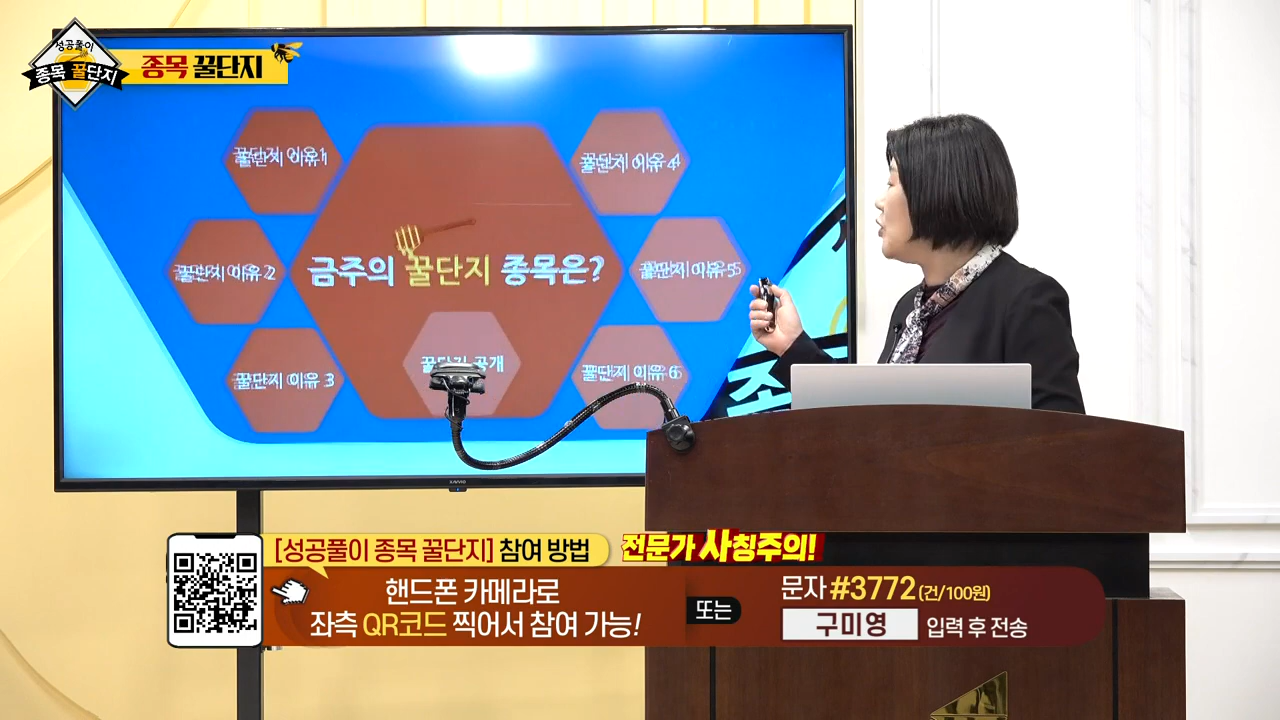 성공풀이
종목 꿀단지
종목 꿀단지
꿀단지 이유 1
꿀단지 이유 4
꿀단지 이유 2
금주의 꿀단지 종목은?
꿀단지 이유 5
꿀단지 이유 3
꿀단지 공개
꿀단지 이유 6
[성공풀이 종목 꿀단지] 참여 방법
전문가 사칭주의!
핸드폰 카메라로
좌측 QR코드 찍어서 참여 가능!
또는
문자 #3772 (건/100원)
구미영 입력 후 전송